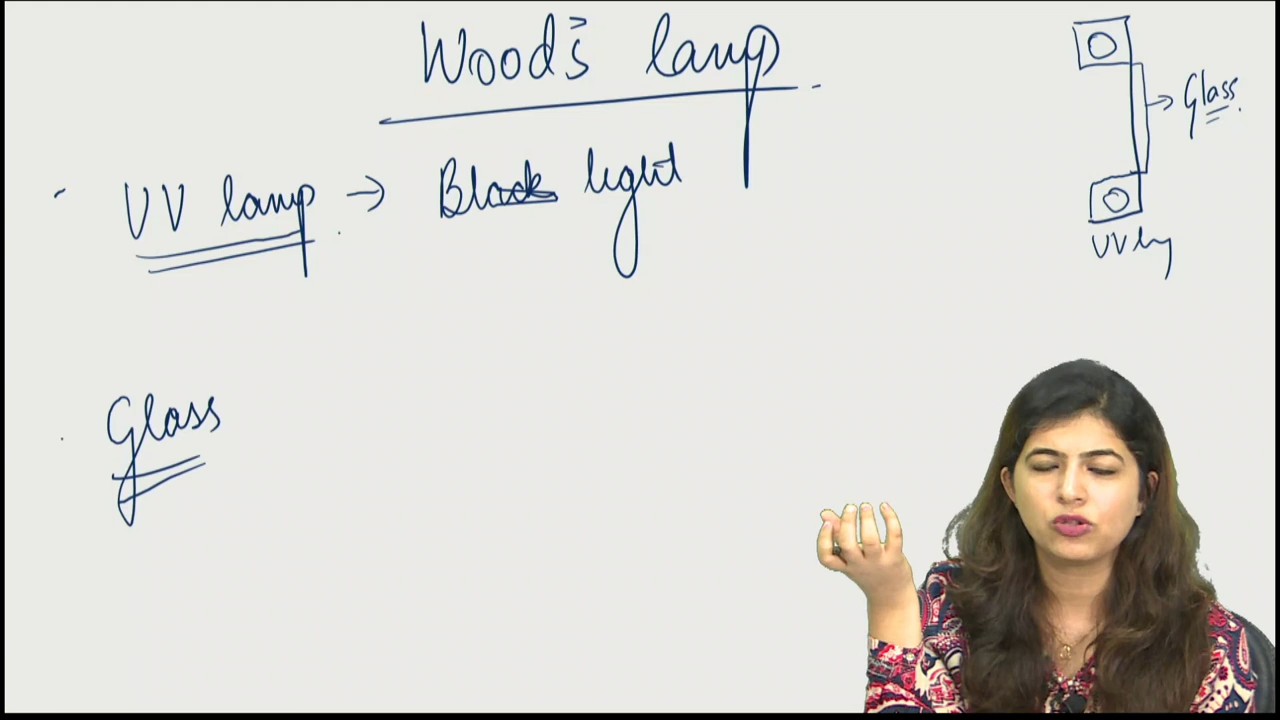 Wood's lamp
UV lamp → Black light
Glass
→ Glass.
UV